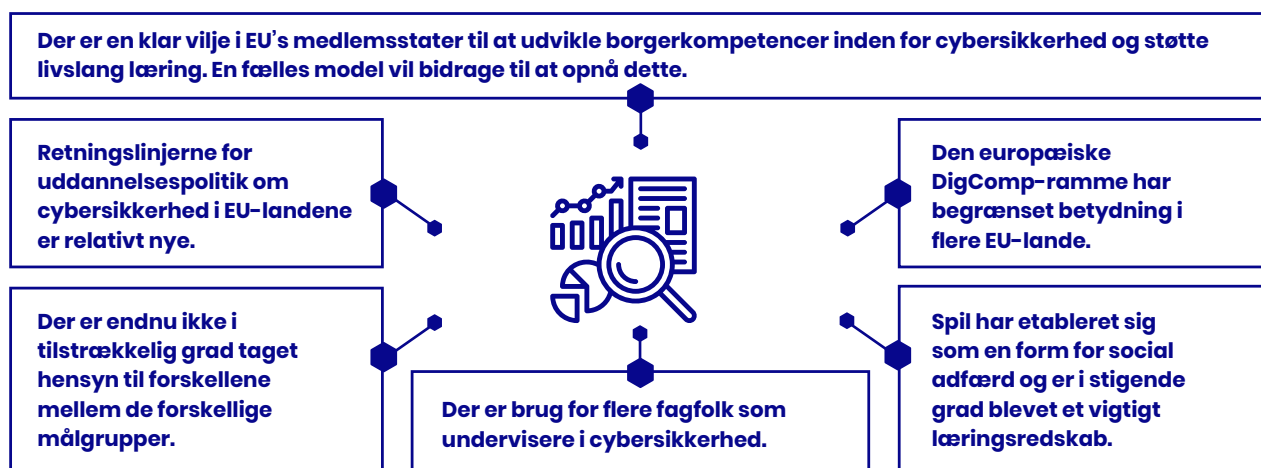 Der er en klar vilje i EU's medlemsstater til at udvikle borgerkompetencer inden for cybersikkerhed og støtte
livslang læring. En fælles model vil bidrage til at opnå dette.
Retningslinjerne for
uddannelsespolitik om
cybersikkerhed i EU-landene
er relativt nye.
Den europæiske
DigComp-ramme har
begrænset betydning i
flere EU-lande.
Der er endnu ikke i
tilstrækkelig grad taget
hensyn til forskellene
mellem de forskellige
målgrupper.
Der er brug for flere fagfolk som
undervisere i cybersikkerhed.
Spil har etableret sig
som en form for social
adfærd og er i stigende
grad blevet et vigtigt
læringsredskab.